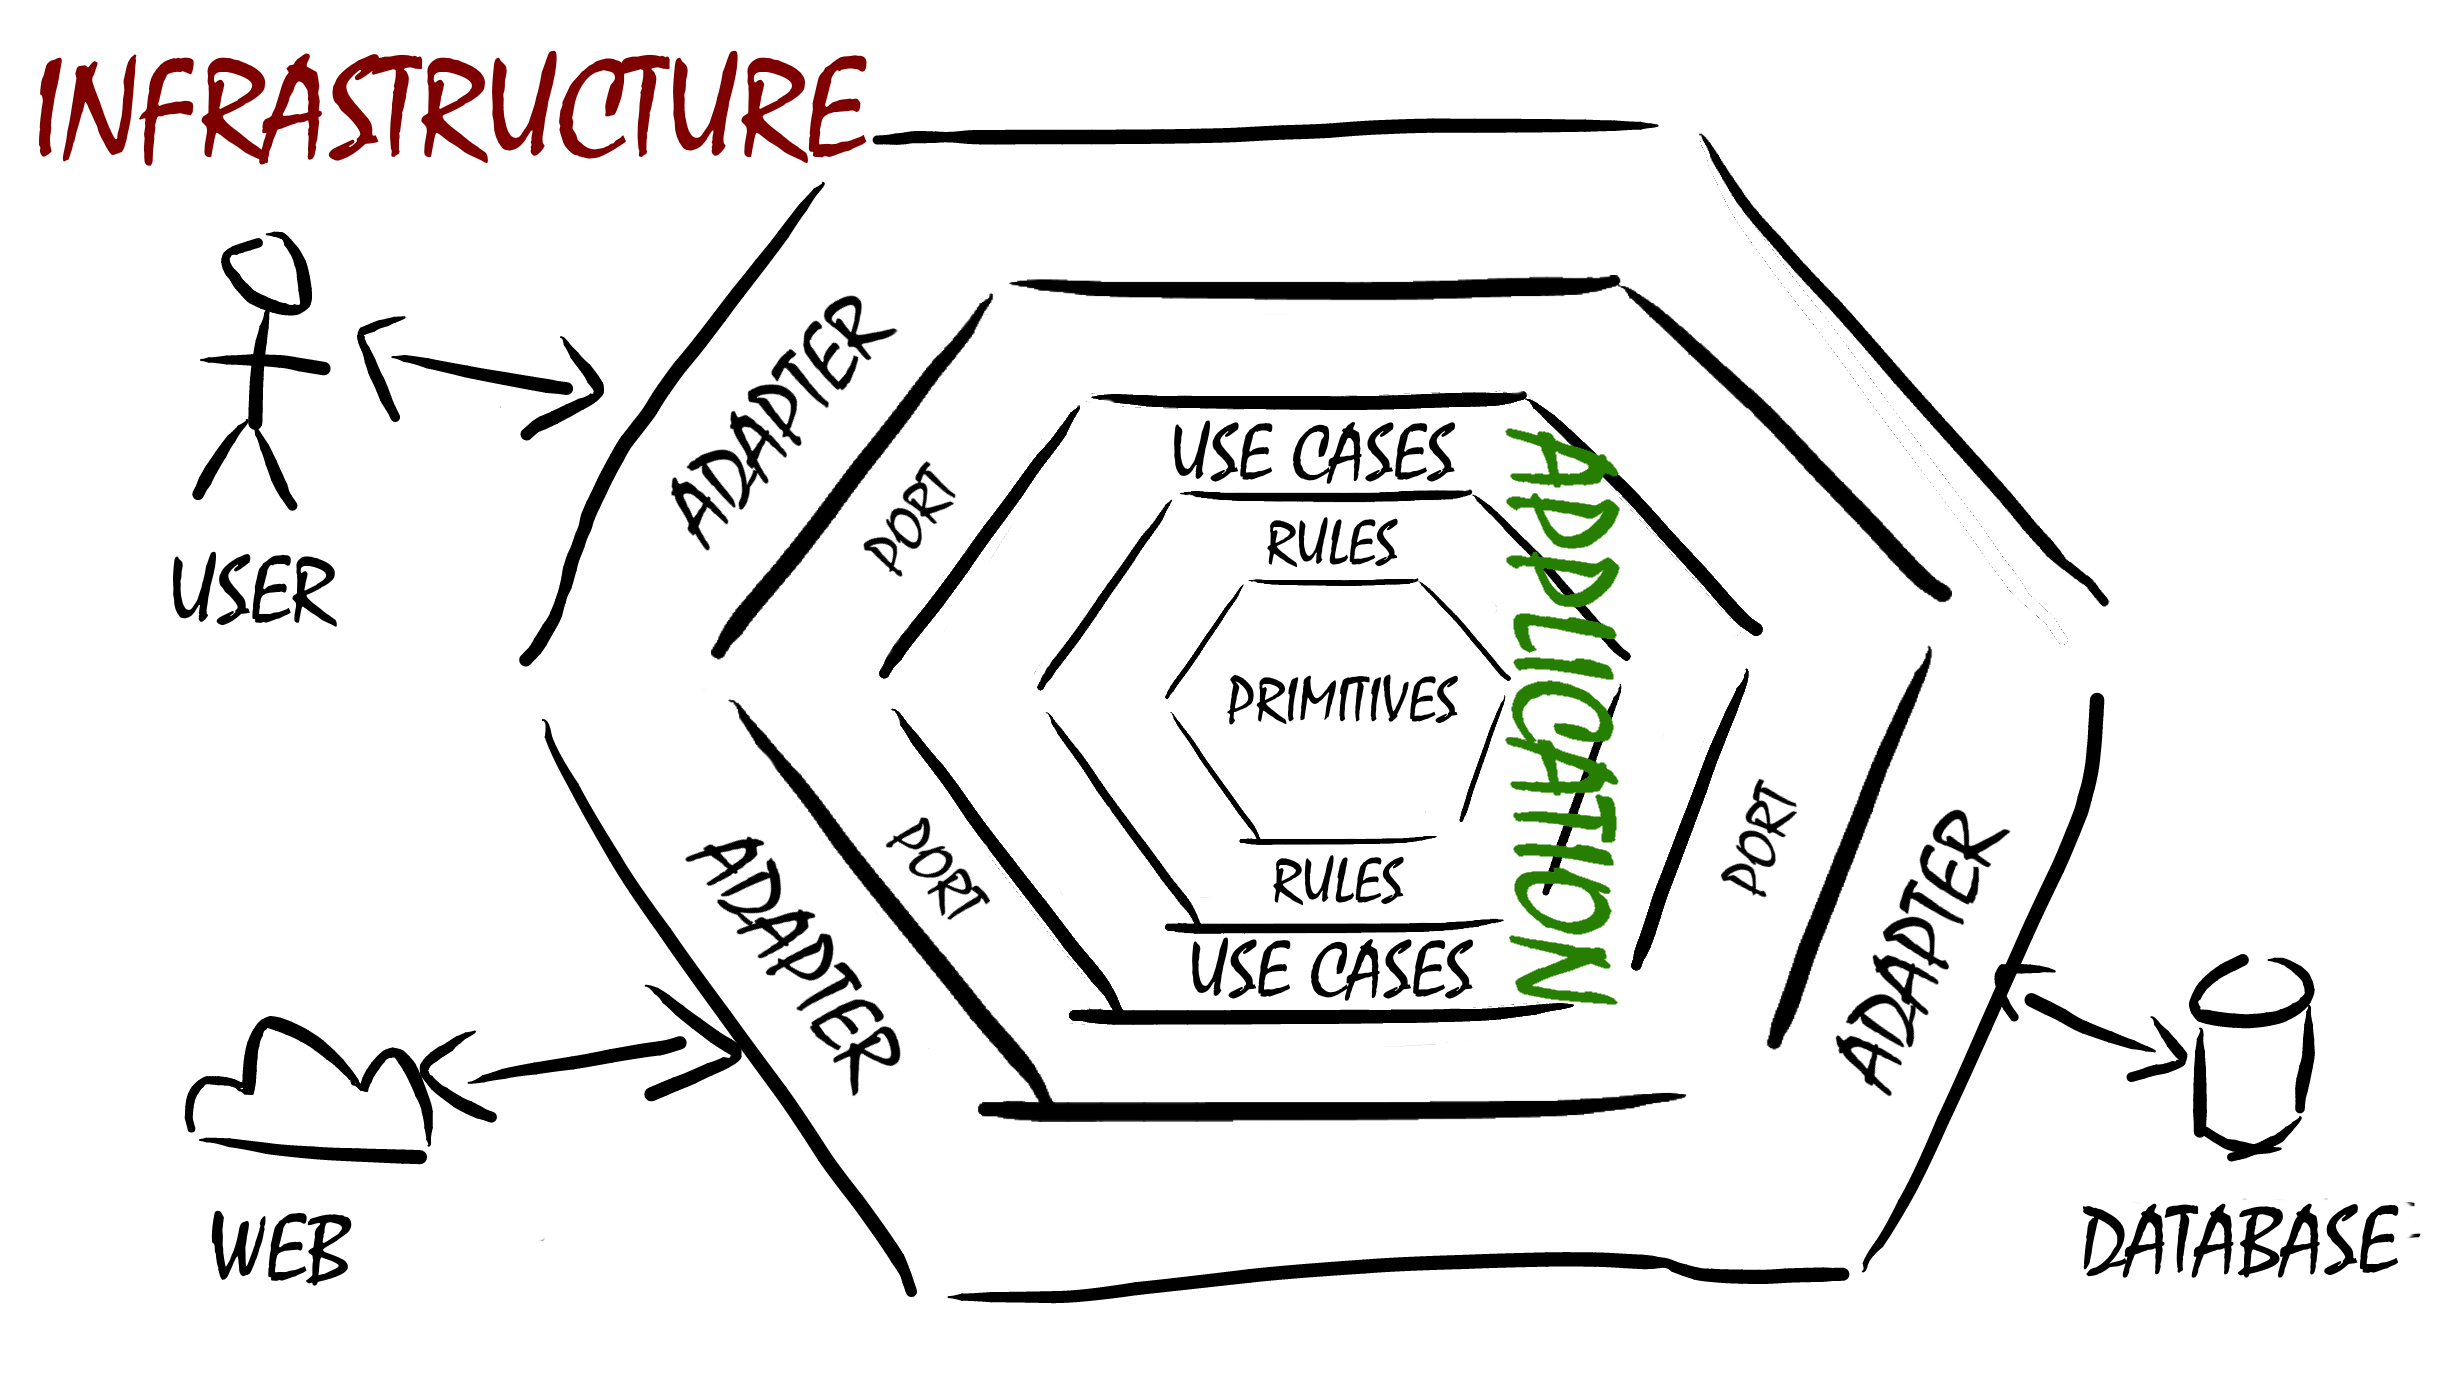 INFRASTRUCTURE
USER
ADAPTER
PORT
USE CASES
RULES
PRIMITIVES
RULES
USE CASES
APPLICATION
PORT
ADAPTER
PORT
ADAPTER
WEB
DATABASE